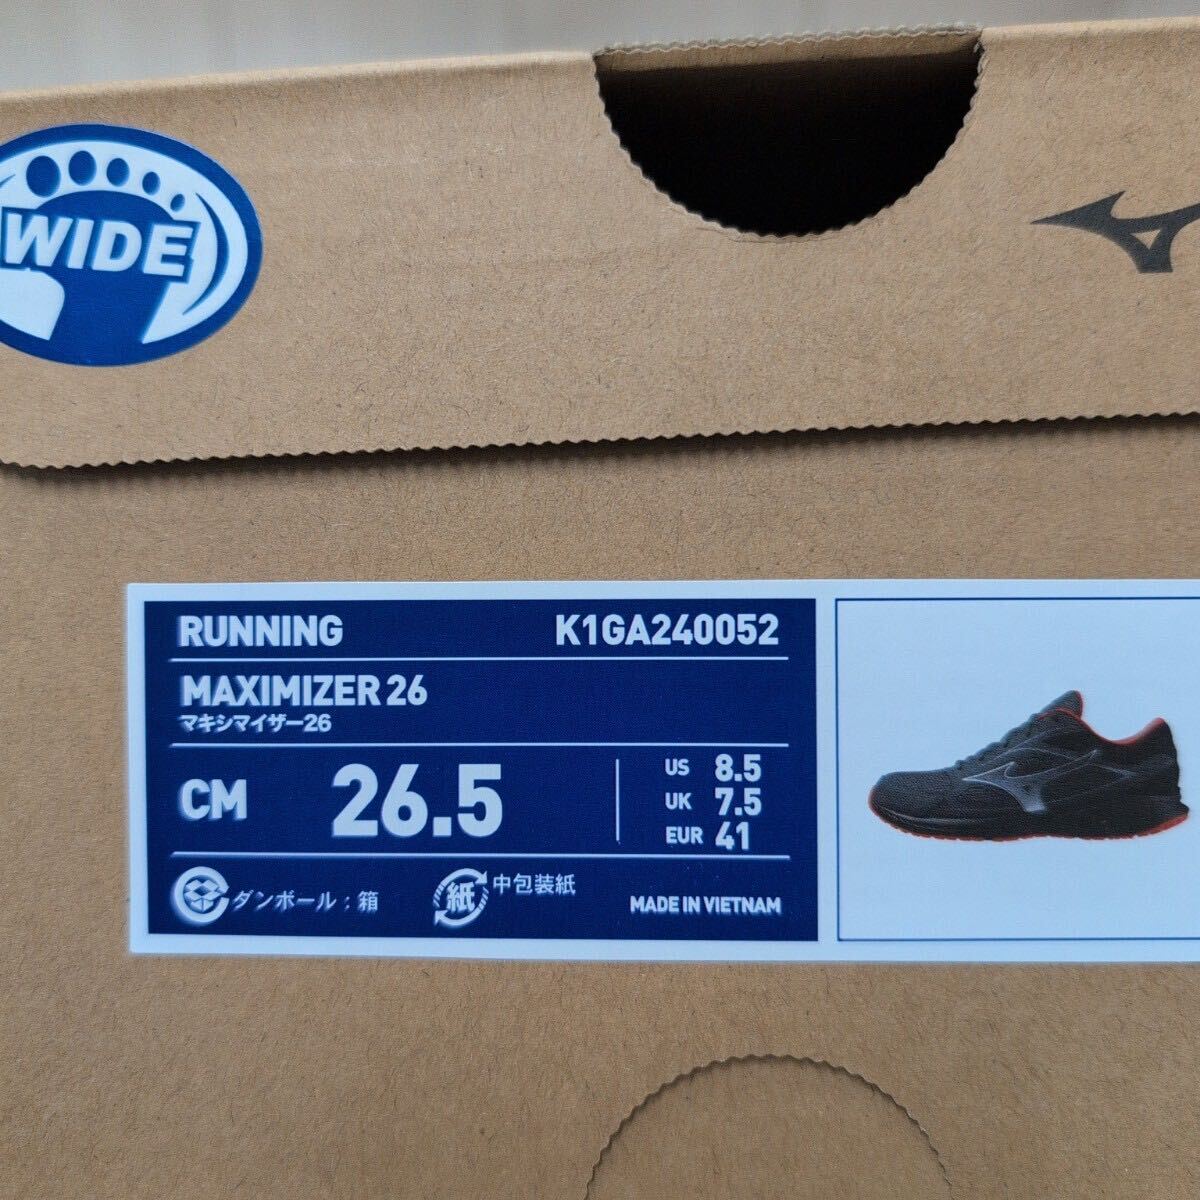 WIDE
RUNNING K1GA240052
MAXIMIZER 26
マキシマイザー26
CM 26.5
US 8.5
UK 7.5
EUR 41
ダンボール：箱
紙 中包装紙
MADE IN VIETNAM